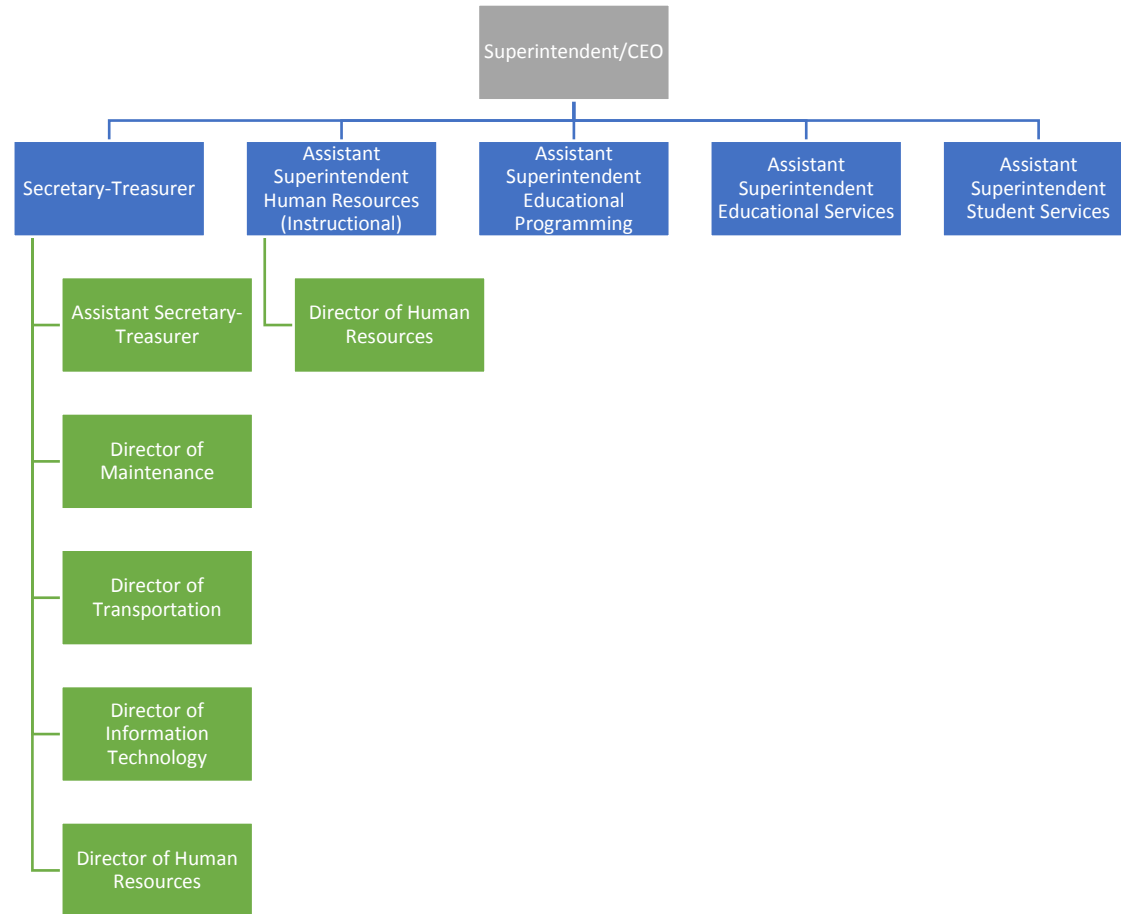 Superintendent/CEO
Secretary-Treasurer
Assistant
Superintendent
Human Resources
(Instructional)
Assistant
Superintendent
Educational
Programming
Assistant
Superintendent
Educational Services
Assistant
Superintendent
Student Services
Assistant Secretary-
Treasurer
Director of Human
Resources
Director of
Maintenance
Director of
Transportation
Director of
Information
Technology
Director of Human
Resources